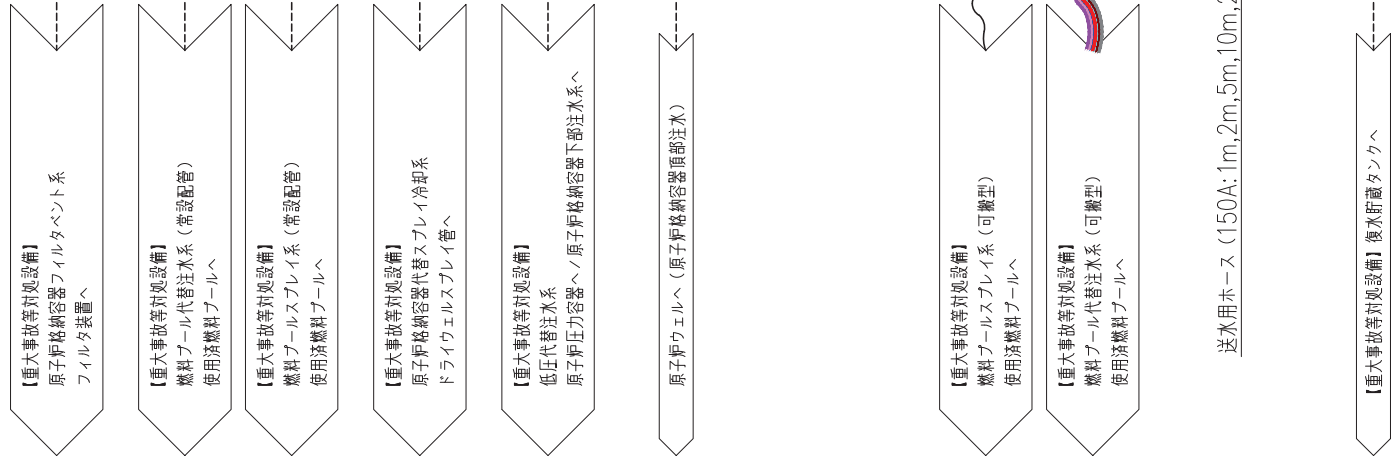 【重大事故等対処設備】
原子炉格納容器フィルタベント系
フィルタ装置へ
【重大事故等対処設備】
燃料プール代替注水系（常設配管）
使用済燃料プールへ
【重大事故等対処設備】
燃料プールスプレイ系（常設配管）
使用済燃料プールへ
【重大事故等対処設備】
原子炉格納容器代替スプレイ冷却系
ドライウェルスプレイ管へ
【重大事故等対処設備】
低圧代替注水系
原子炉圧力容器へ／原子炉格納容器下部注水系へ
原子炉ウェルへ（原子炉格納容器頂部注水）
【重大事故等対処設備】
燃料プールスプレイ系（可搬型）
使用済燃料プールへ
【重大事故等対処設備】
燃料プール代替注水系（可搬型）
使用済燃料プールへ
送水用ホース（150A:1m,2m,5m,10m,
【重大事故等対処設備】復水貯蔵タンクへ